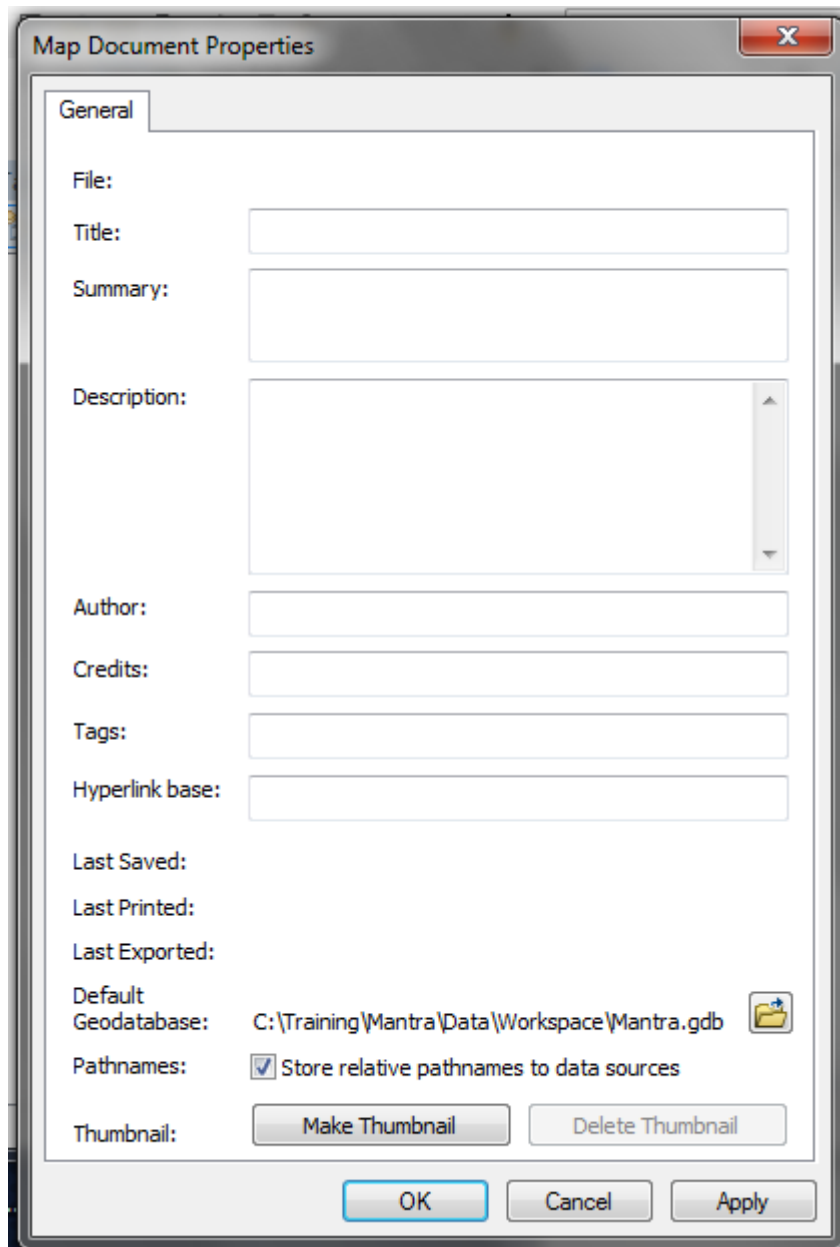 Map Document Properties
General
File:
Title:
Summary:
Description:
Author:
Credits:
Tags:
Hyperlink base:
Last Saved:
Last Printed:
Last Exported:
Default
Geodatabase: C:\Training\Mantra\Data\Workspace\Mantra.gdb
Pathnames: Store relative pathnames to data sources
Thumbnail: Make Thumbnail Delete Thumbnail
OK Cancel Apply